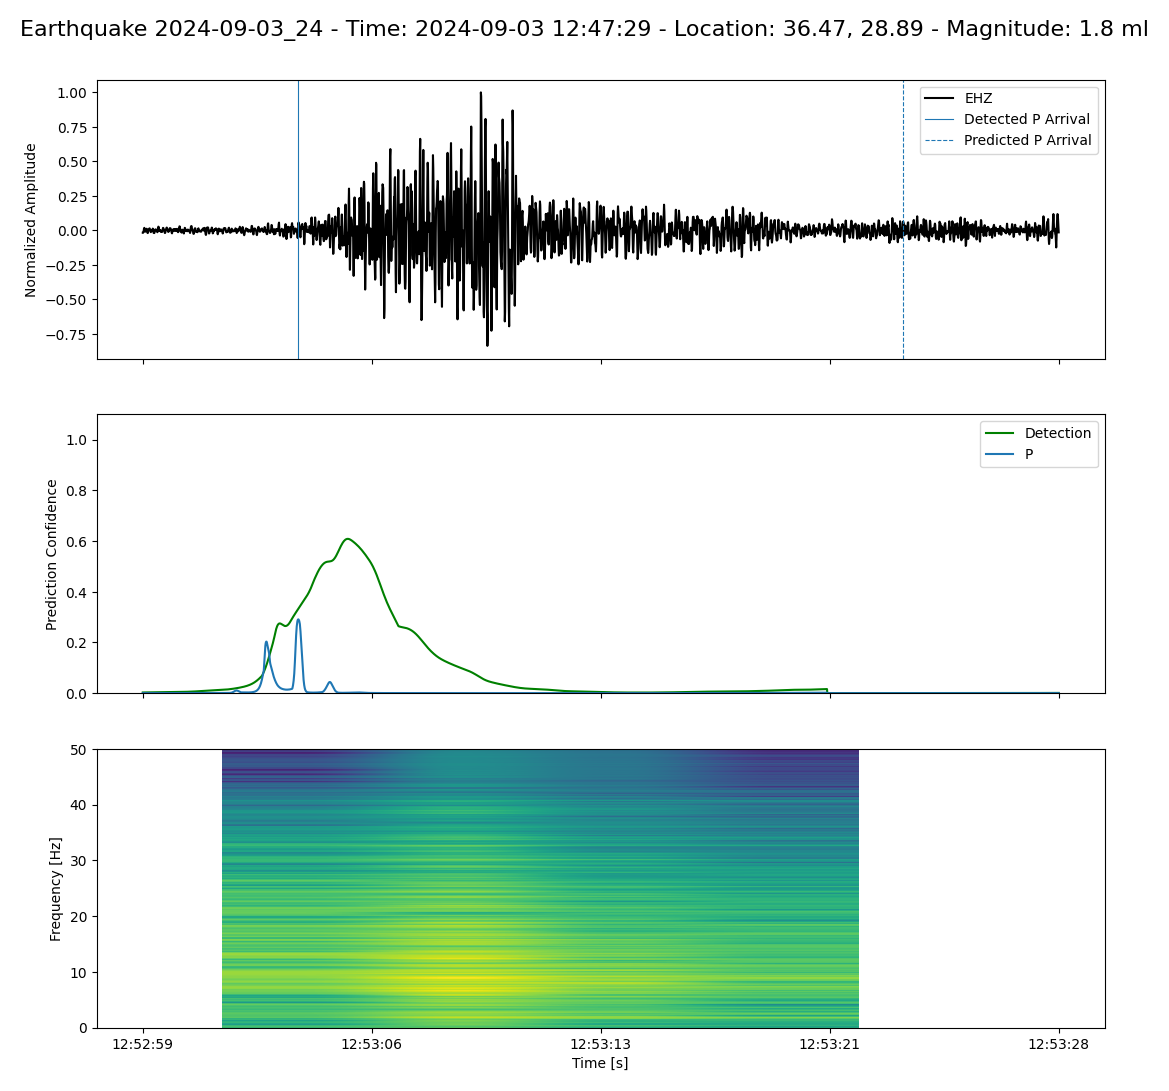 Earthquake 2024-09-03_24 - Time: 2024-09-03 12:47:29 - Location: 36.47, 28.89 - Magnitude: 1.8 ml
EHZ
Detected P Arrival
Predicted P Arrival
Normalized Amplitude
1.00
0.75
0.50
0.25
0.00
−0.25
−0.50
−0.75
Detection
P
Prediction Confidence
1.0
0.8
0.6
0.4
0.2
0.0
Frequency [Hz]
50
40
30
20
10
0
12:52:59
12:53:06
12:53:13
12:53:21
12:53:28
Time [s]